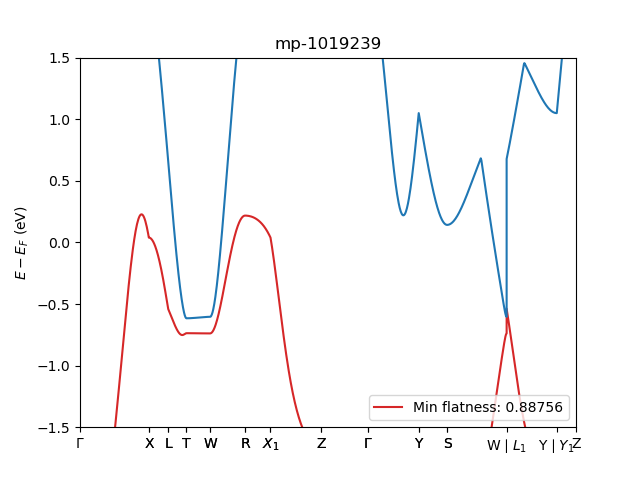 mp-1019239
1.5
1.0
0.5
0.0
−0.5
−1.0
−1.5
E − E_F (eV)
Min flatness: 0.88756
Γ X L T W R X₁ Z Γ Y S W | L₁ Y | Y₁ Z